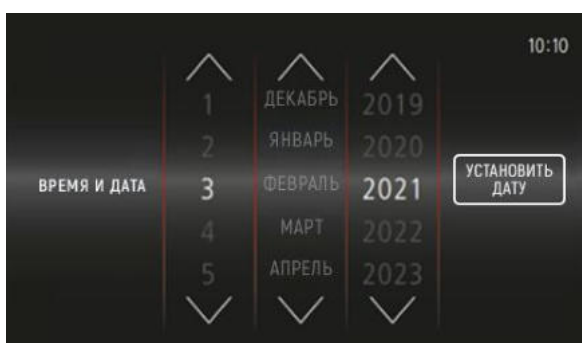 10:10
1 ДЕКАБРЬ 2019
2 ЯНВАРЬ 2020
ВРЕМЯ И ДАТА 3 ФЕВРАЛЬ 2021 УСТАНОВИТЬ
ДАТУ
4 МАРТ 2022
5 АПРЕЛЬ 2023